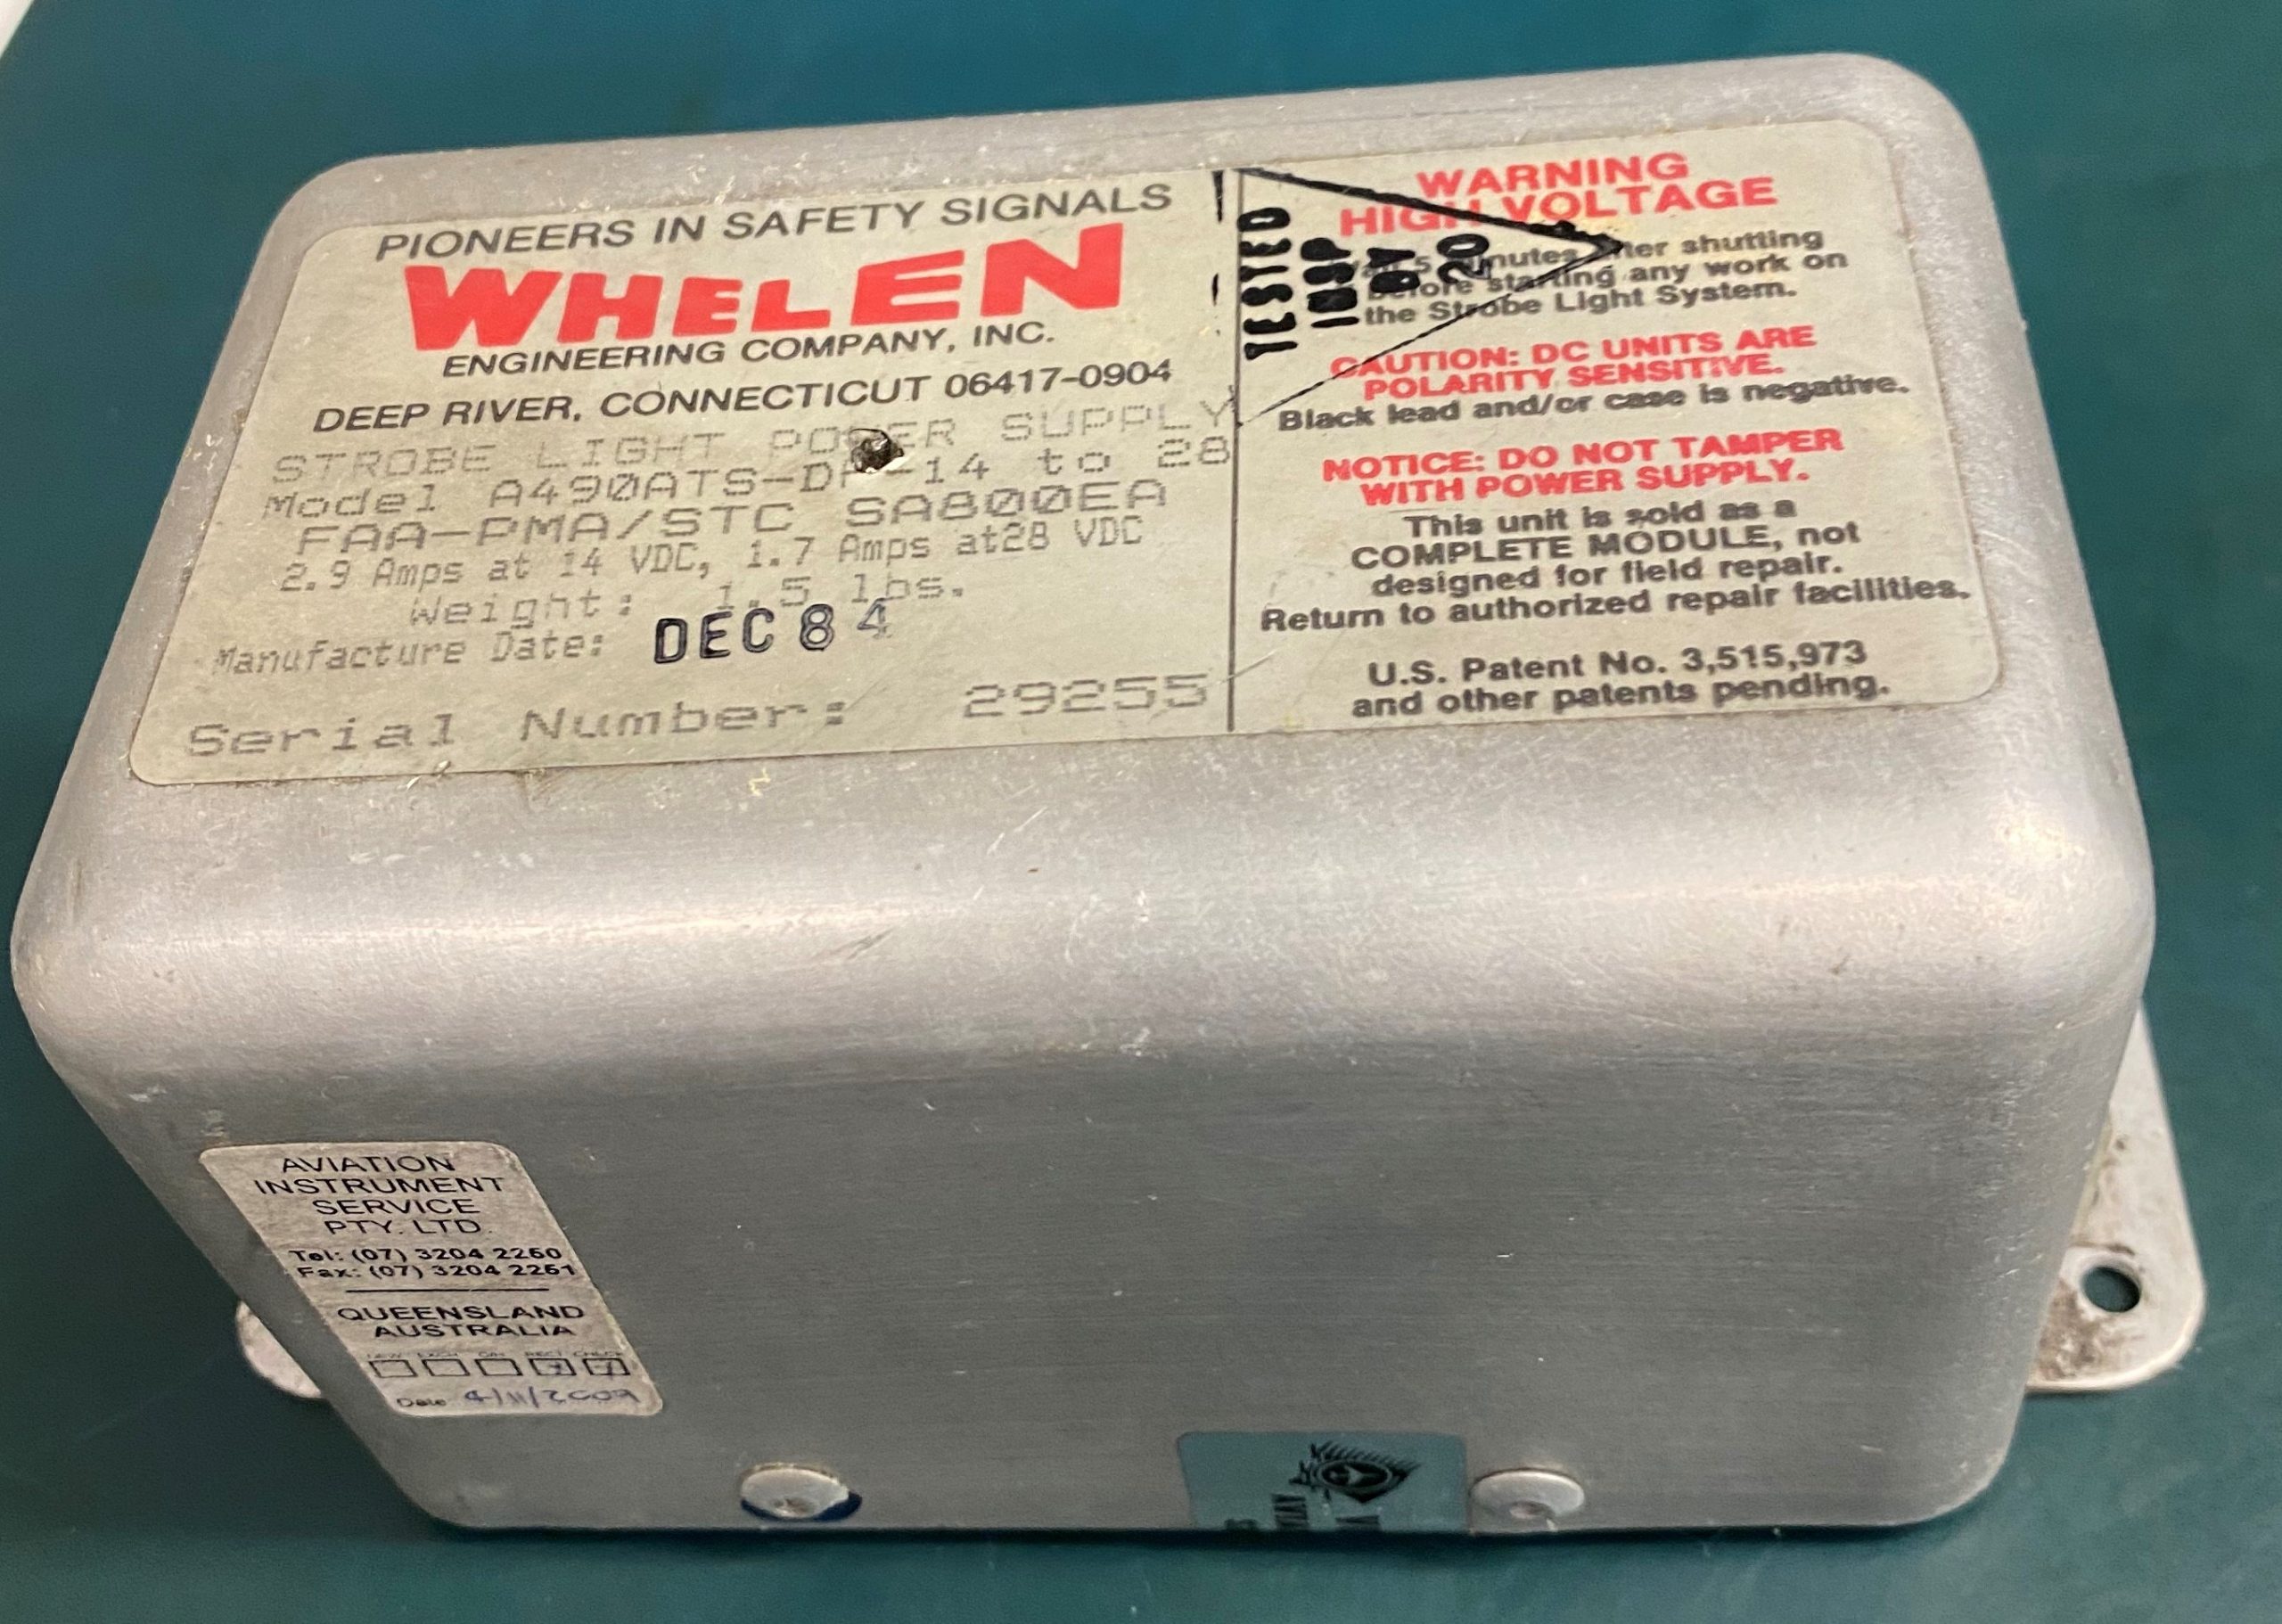 PIONEERS IN SAFETY SIGNALS
WHELEN
ENGINEERING COMPANY, INC.
DEEP RIVER, CONNECTICUT 06417-0904
STROBE LIGHT POWER SUPPLY
Model A490ATS-DF-14 to 28
FAA-PMA/STC SA800EA
2.9 Amps at 14 VDC, 1.7 Amps at28 VDC
Weight: 1.5 lbs.
Manufacture Date: DEC 84
Serial Number: 29255
TESTED
INSP
BY
20
WARNING
HIGH VOLTAGE
5 minutes after shutting
before starting any work on
the Strobe Light System.
CAUTION: DC UNITS ARE
POLARITY SENSITIVE.
Black lead and/or case is negative.
NOTICE: DO NOT TAMPER
WITH POWER SUPPLY.
This unit is sold as a
COMPLETE MODULE, not
designed for field repair.
Return to authorized repair facilities.
U.S. Patent No. 3,515,973
and other patents pending.
AVIATION
INSTRUMENT
SERVICE
PTY. LTD.
Tel: (07) 3204 2250
Fax: (07) 3204 2251
QUEENSLAND
AUSTRALIA
Date 4/11/2009